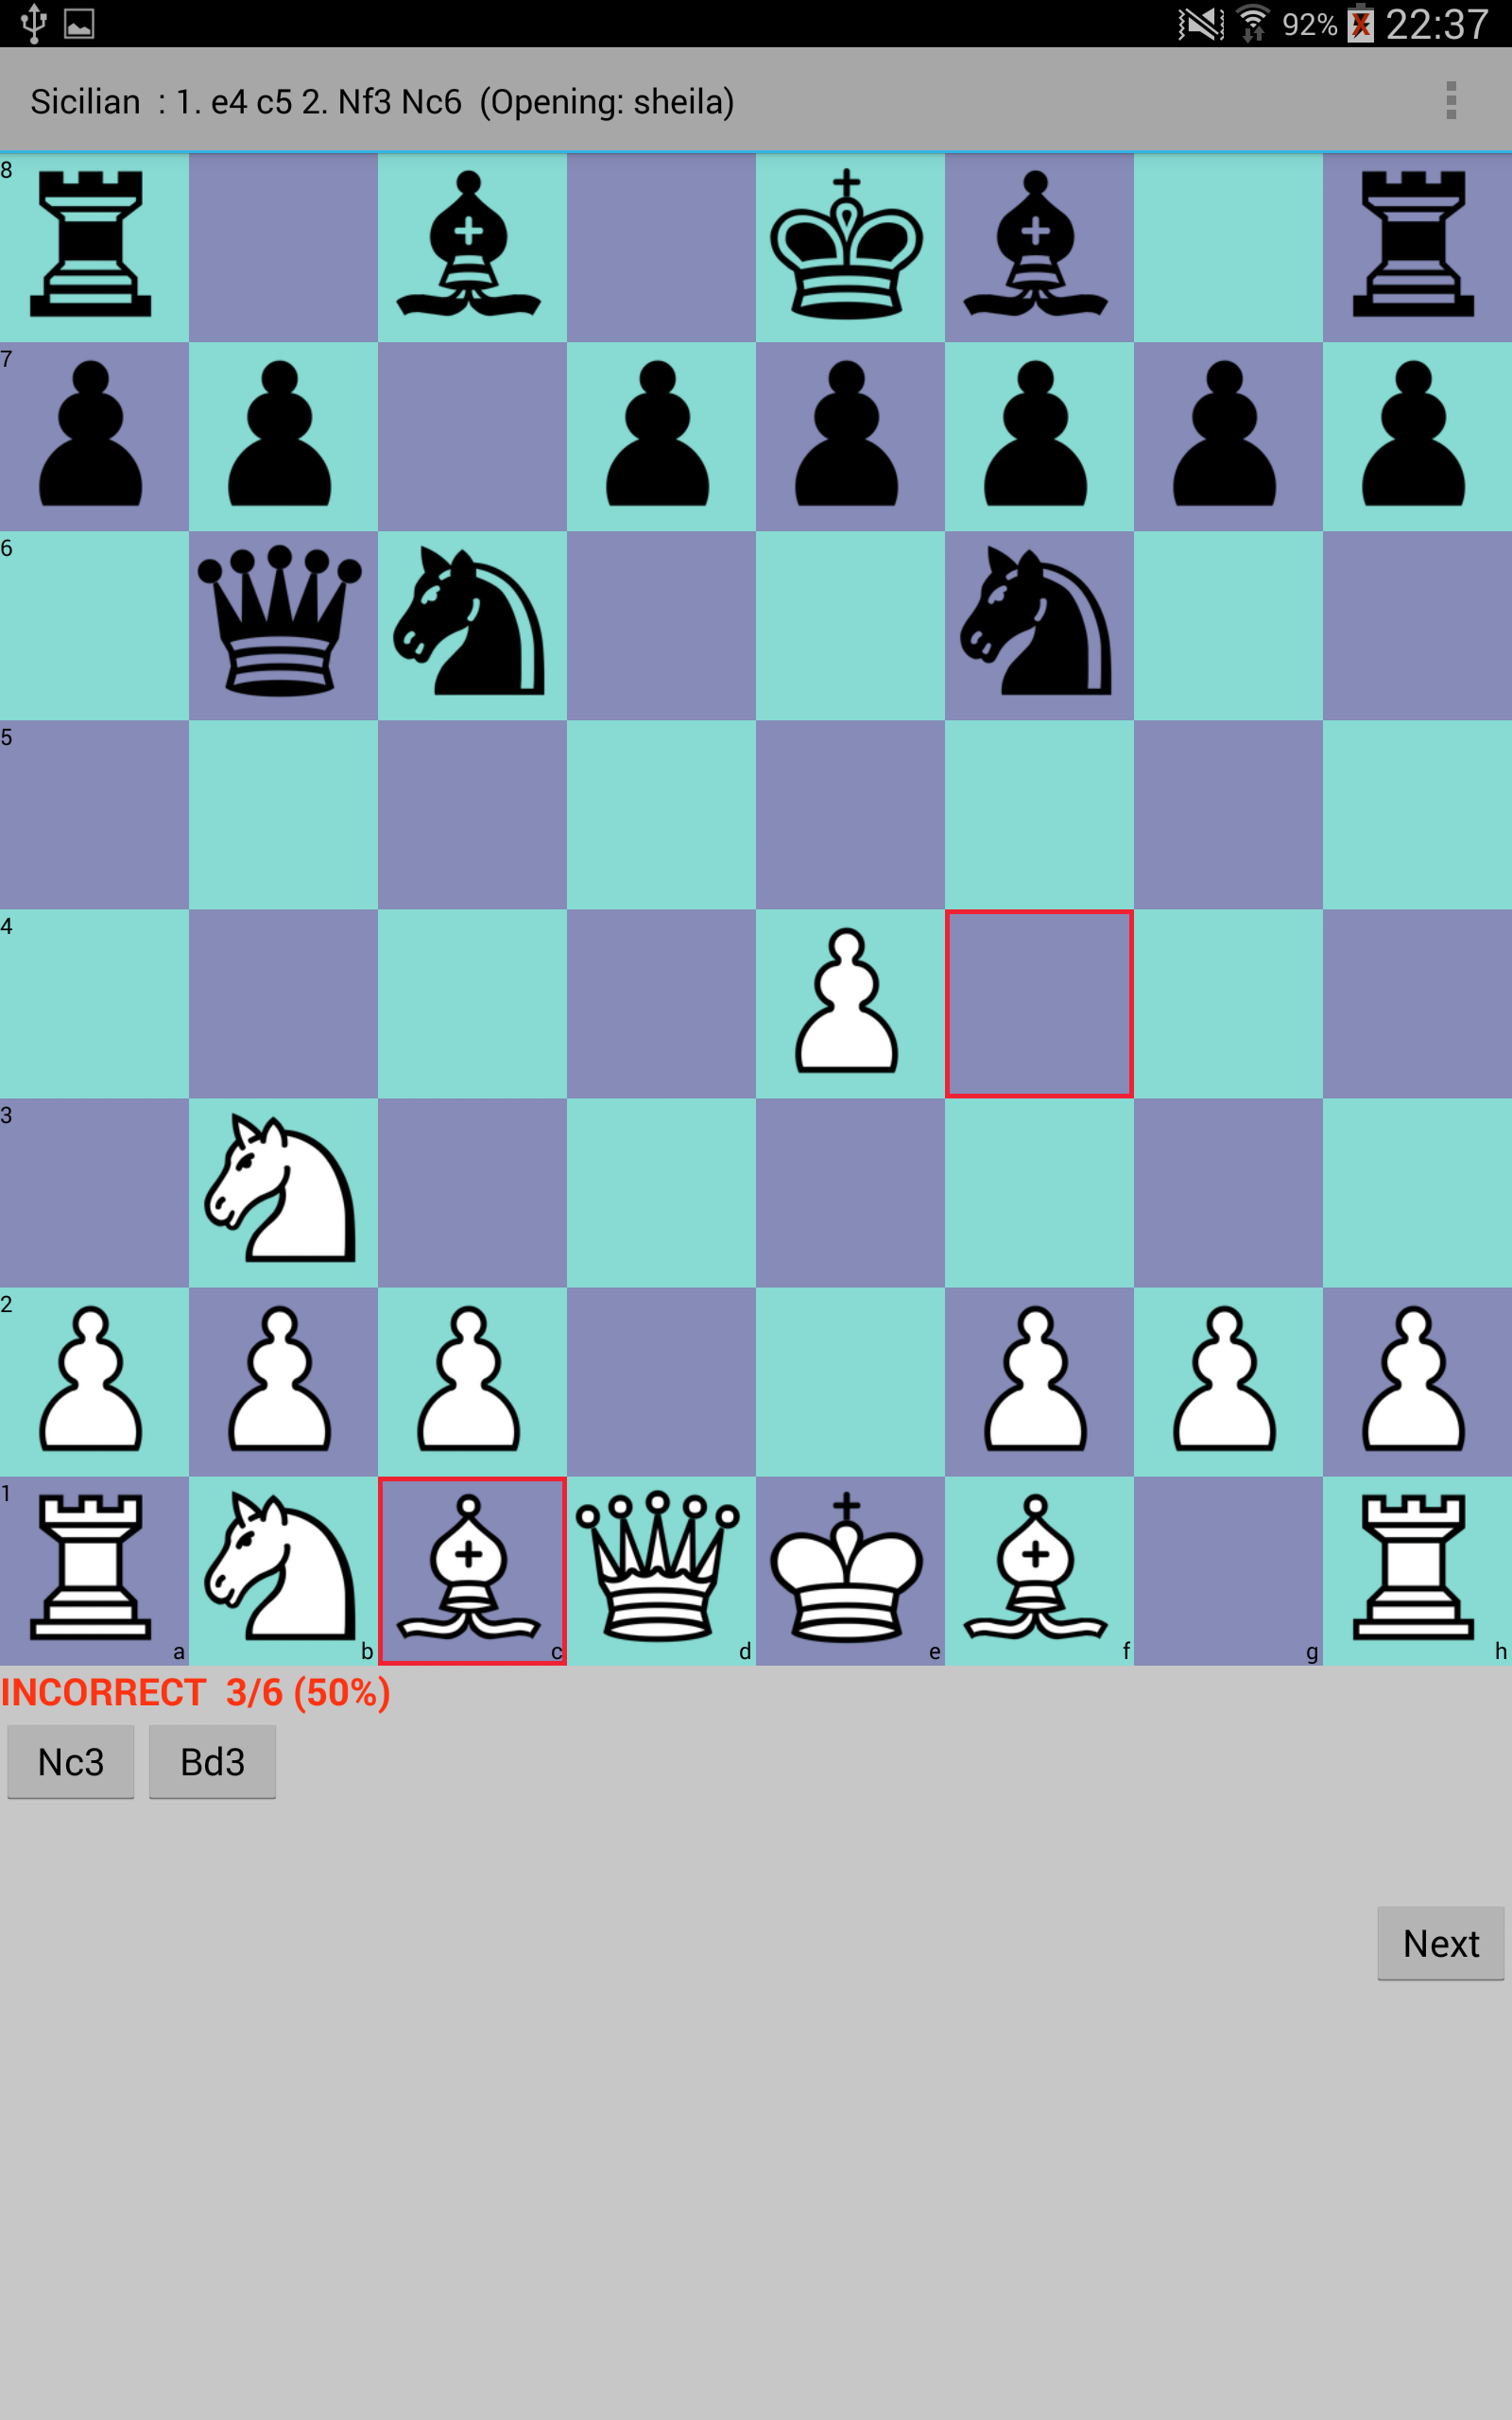 92% 22:37
Sicilian : 1. e4 c5 2. Nf3 Nc6 (Opening: sheila)
8
7
6
5
4
3
2
1
a b c d e f g h
INCORRECT 3/6 (50%)
Nc3 Bd3
Next